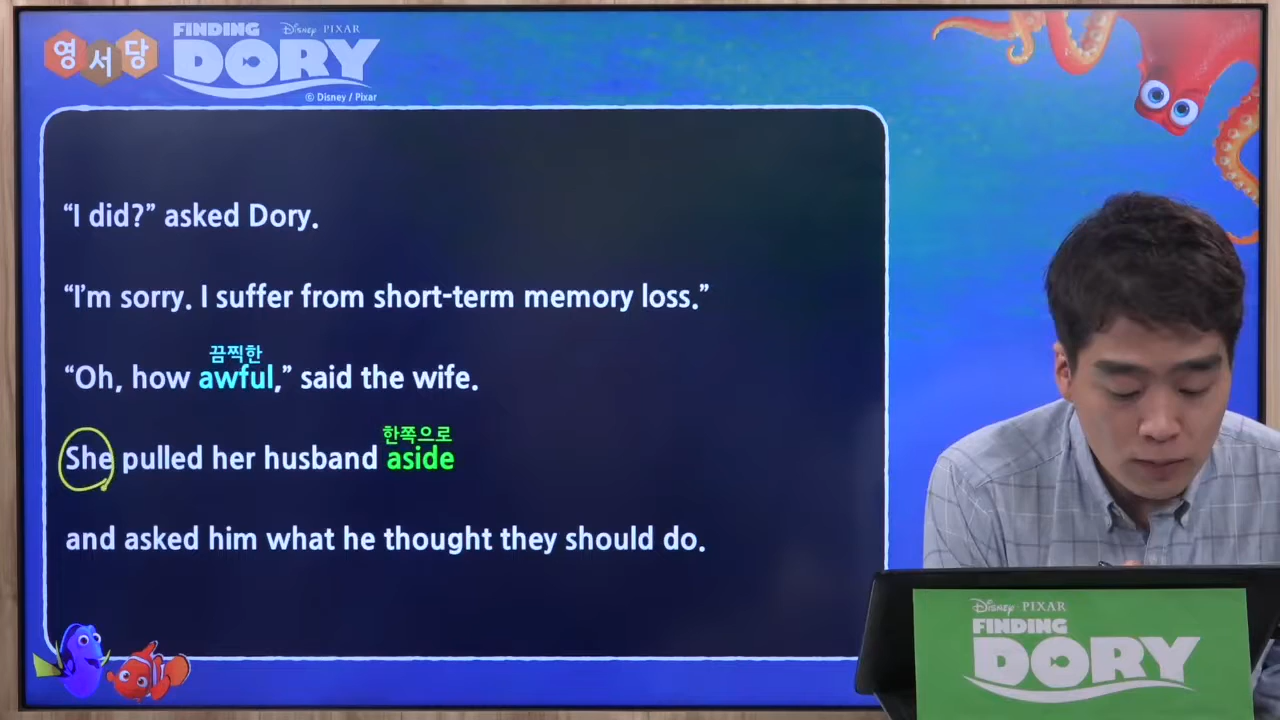 영서당
FINDING
DORY
Disney · PIXAR
© Disney / Pixar
“I did?” asked Dory.
“I'm sorry. I suffer from short-term memory loss.”
끔찍한
“Oh, how awful,” said the wife.
한쪽으로
She pulled her husband aside
and asked him what he thought they should do.
Disney · PIXAR
FINDING
DORY